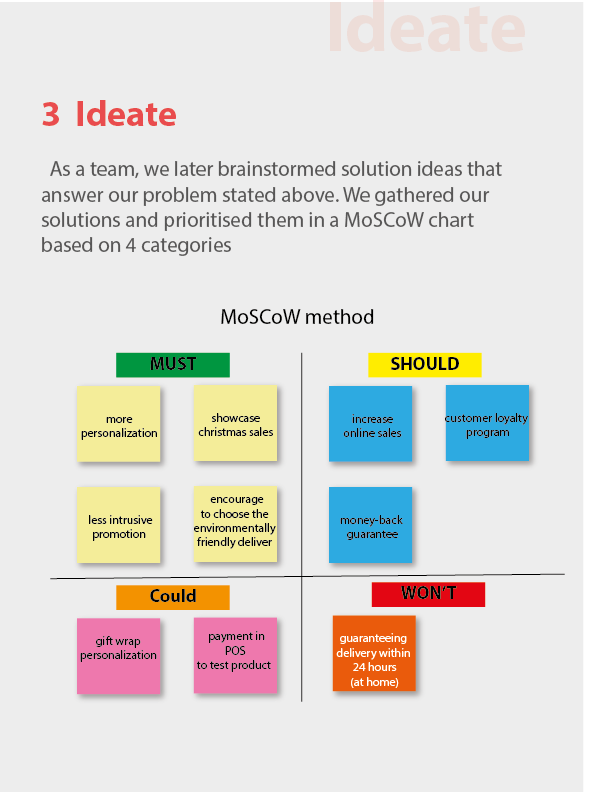 Ideate
3 Ideate
As a team, we later brainstormed solution ideas that
answer our problem stated above. We gathered our
solutions and prioritised them in a MoSCoW chart
based on 4 categories
MoSCoW method
MUST
more
personalization
showcase
christmas sales
less intrusive
promotion
encourage
to choose the
environmentally
friendly deliver
SHOULD
increase
online sales
customer loyalty
program
money-back
guarantee
Could
gift wrap
personalization
payment in
POS
to test product
WON'T
guaranteeing
delivery within
24 hours
(at home)